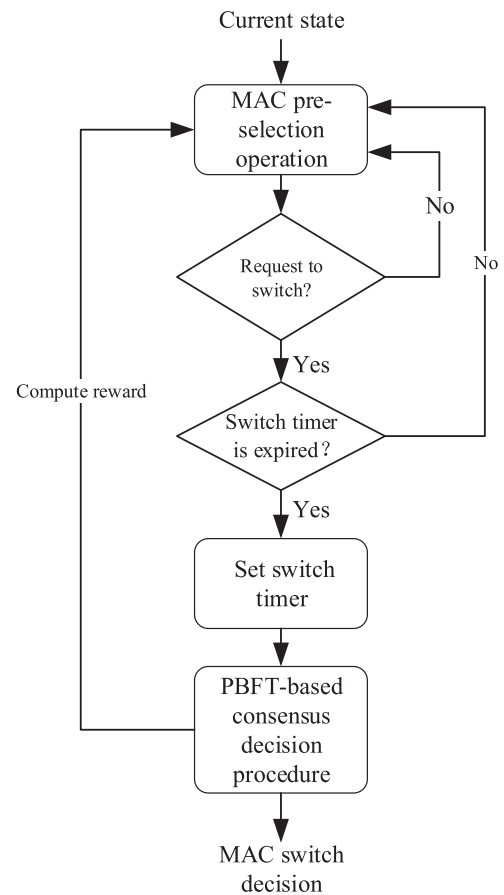 Current state
MAC pre-
selection
operation
No
Request to
switch?
No
Yes
Compute reward
Switch timer
is expired？
Yes
Set switch
timer
PBFT-based
consensus
decision
procedure
MAC switch
decision